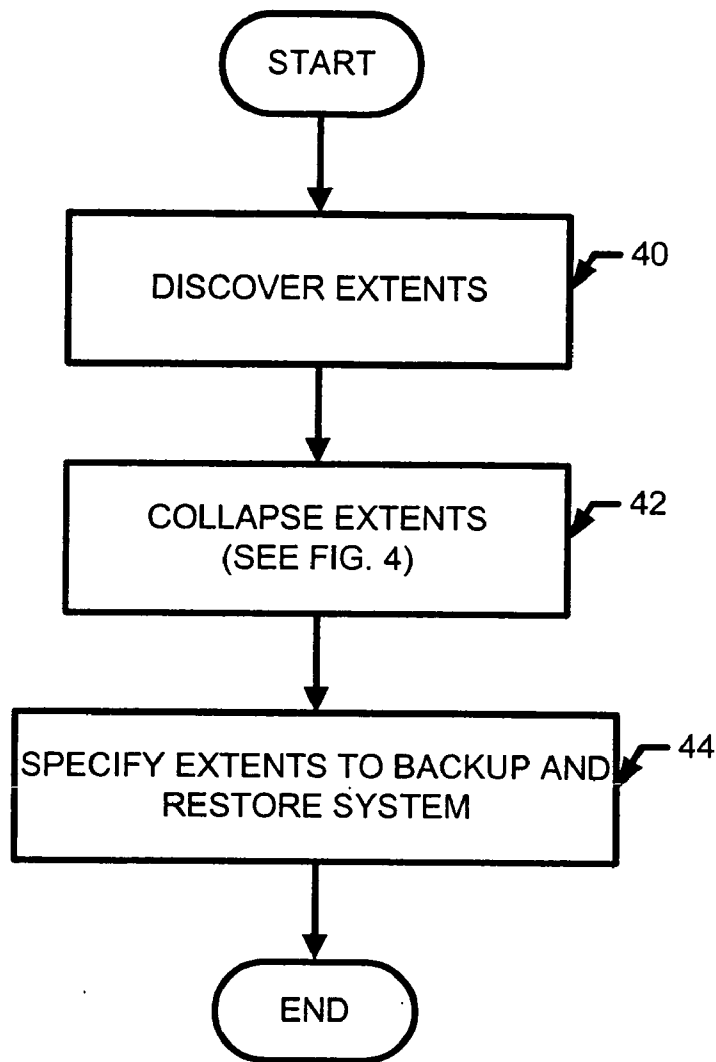 START
DISCOVER EXTENTS
40
COLLAPSE EXTENTS
(SEE FIG. 4)
42
SPECIFY EXTENTS TO BACKUP AND
RESTORE SYSTEM
44
END